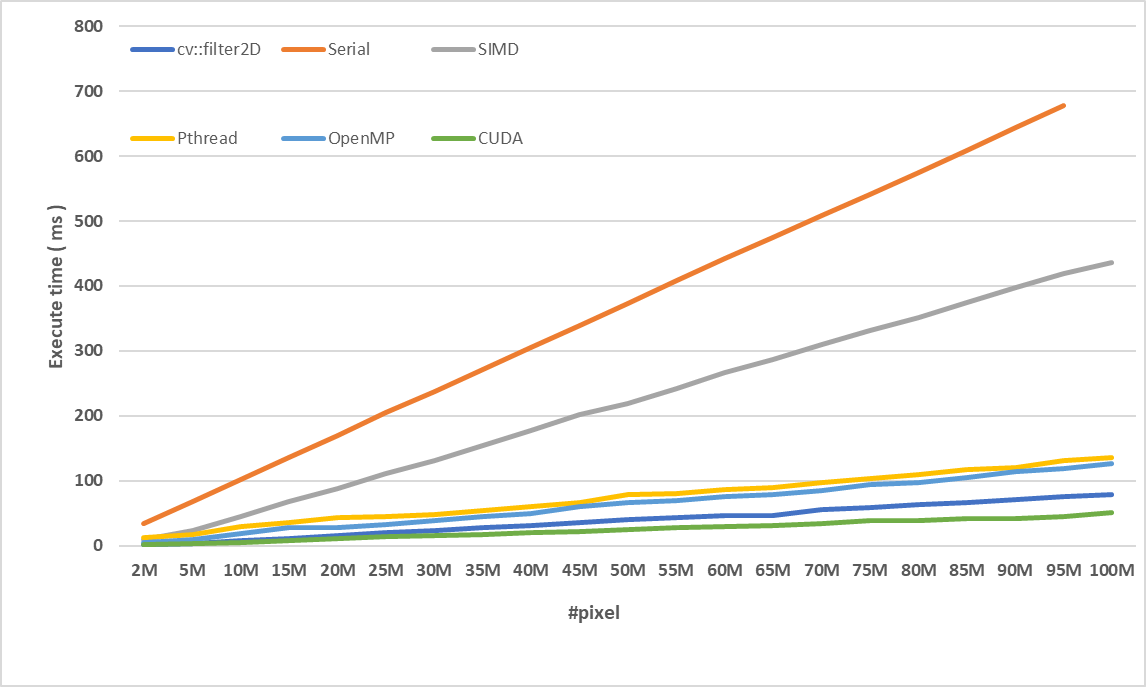 800
cv::filter2D Serial SIMD
700
Pthread OpenMP CUDA
600
500
400
300
200
100
0
Execute time ( ms )
2M 5M 10M 15M 20M 25M 30M 35M 40M 45M 50M 55M 60M 65M 70M 75M 80M 85M 90M 95M 100M
#pixel